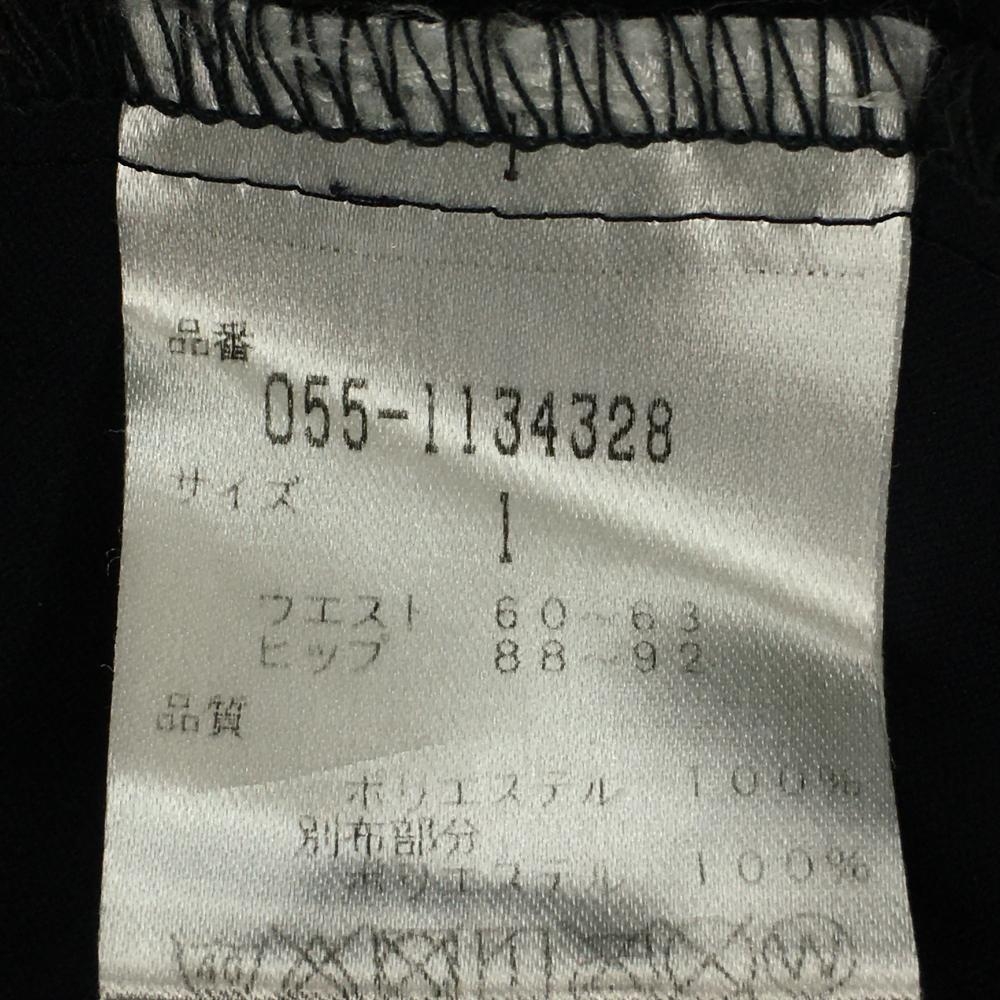 品番
055-1134328
サイズ 1
ウエスト 60~63
ヒップ 88~92
品質
ポリエステル 100%
別布部分
ポリエステル 100%